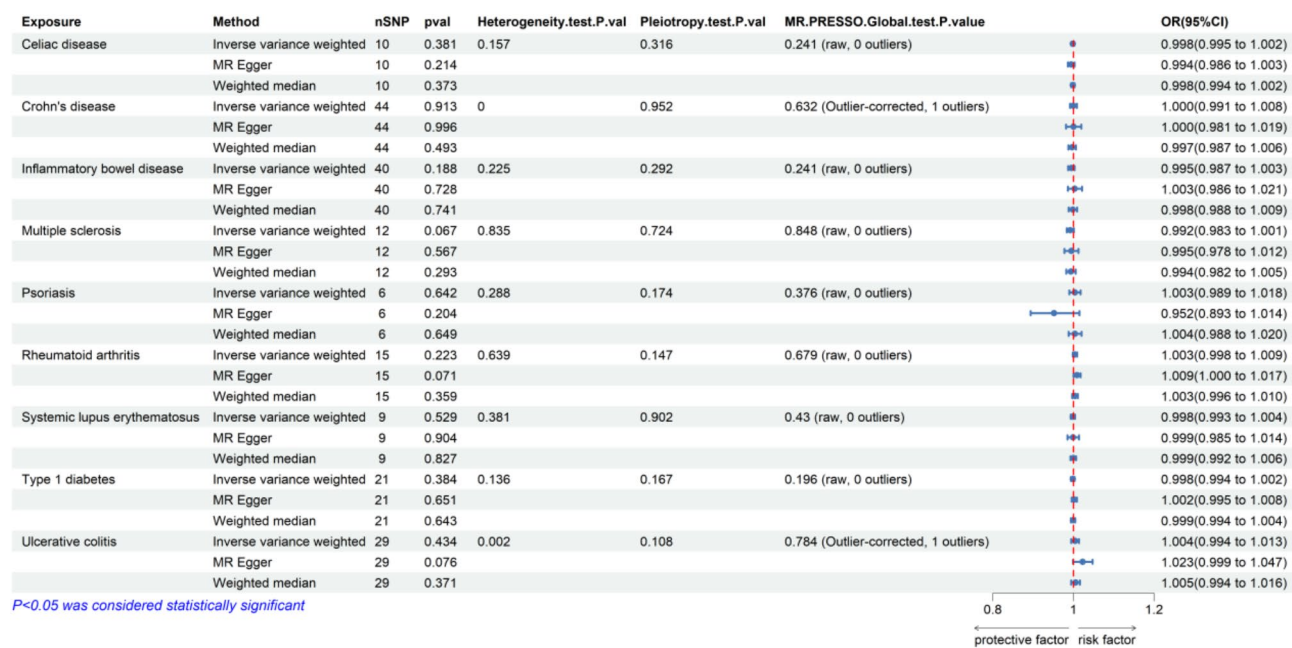 Exposure Method nSNP pval Heterogeneity.test.P.val Pleiotropy.test.P.val MR.PRESSO.Global.test.P.value OR(95%CI)
Celiac disease Inverse variance weighted 10 0.381 0.157 0.316 0.241 (raw, 0 outliers) 0.998(0.995 to 1.002)
MR Egger 10 0.214 0.994(0.986 to 1.003)
Weighted median 10 0.373 0.998(0.994 to 1.002)
Crohn's disease Inverse variance weighted 44 0.913 0 0.952 0.632 (Outlier-corrected, 1 outliers) 1.000(0.991 to 1.008)
MR Egger 44 0.996 1.000(0.981 to 1.019)
Weighted median 44 0.493 0.997(0.987 to 1.006)
Inflammatory bowel disease Inverse variance weighted 40 0.188 0.225 0.292 0.241 (raw, 0 outliers) 0.995(0.987 to 1.003)
MR Egger 40 0.728 1.003(0.986 to 1.021)
Weighted median 40 0.741 0.998(0.988 to 1.009)
Multiple sclerosis Inverse variance weighted 12 0.067 0.835 0.724 0.848 (raw, 0 outliers) 0.992(0.983 to 1.001)
MR Egger 12 0.567 0.995(0.978 to 1.012)
Weighted median 12 0.293 0.994(0.982 to 1.005)
Psoriasis Inverse variance weighted 6 0.642 0.288 0.174 0.376 (raw, 0 outliers) 1.003(0.989 to 1.018)
MR Egger 6 0.204 0.952(0.893 to 1.014)
Weighted median 6 0.649 1.004(0.988 to 1.020)
Rheumatoid arthritis Inverse variance weighted 15 0.223 0.639 0.147 0.679 (raw, 0 outliers) 1.003(0.998 to 1.009)
MR Egger 15 0.071 1.009(1.000 to 1.017)
Weighted median 15 0.359 1.003(0.996 to 1.010)
Systemic lupus erythematosus Inverse variance weighted 9 0.529 0.381 0.902 0.43 (raw, 0 outliers) 0.998(0.993 to 1.004)
MR Egger 9 0.904 0.999(0.985 to 1.014)
Weighted median 9 0.827 0.999(0.992 to 1.006)
Type 1 diabetes Inverse variance weighted 21 0.384 0.136 0.167 0.196 (raw, 0 outliers) 0.998(0.994 to 1.002)
MR Egger 21 0.651 1.002(0.995 to 1.008)
Weighted median 21 0.643 0.999(0.994 to 1.004)
Ulcerative colitis Inverse variance weighted 29 0.434 0.002 0.108 0.784 (Outlier-corrected, 1 outliers) 1.004(0.994 to 1.013)
MR Egger 29 0.076 1.023(0.999 to 1.047)
Weighted median 29 0.371 1.005(0.994 to 1.016)
P<0.05 was considered statistically significant
0.8 1 1.2
protective factor risk factor